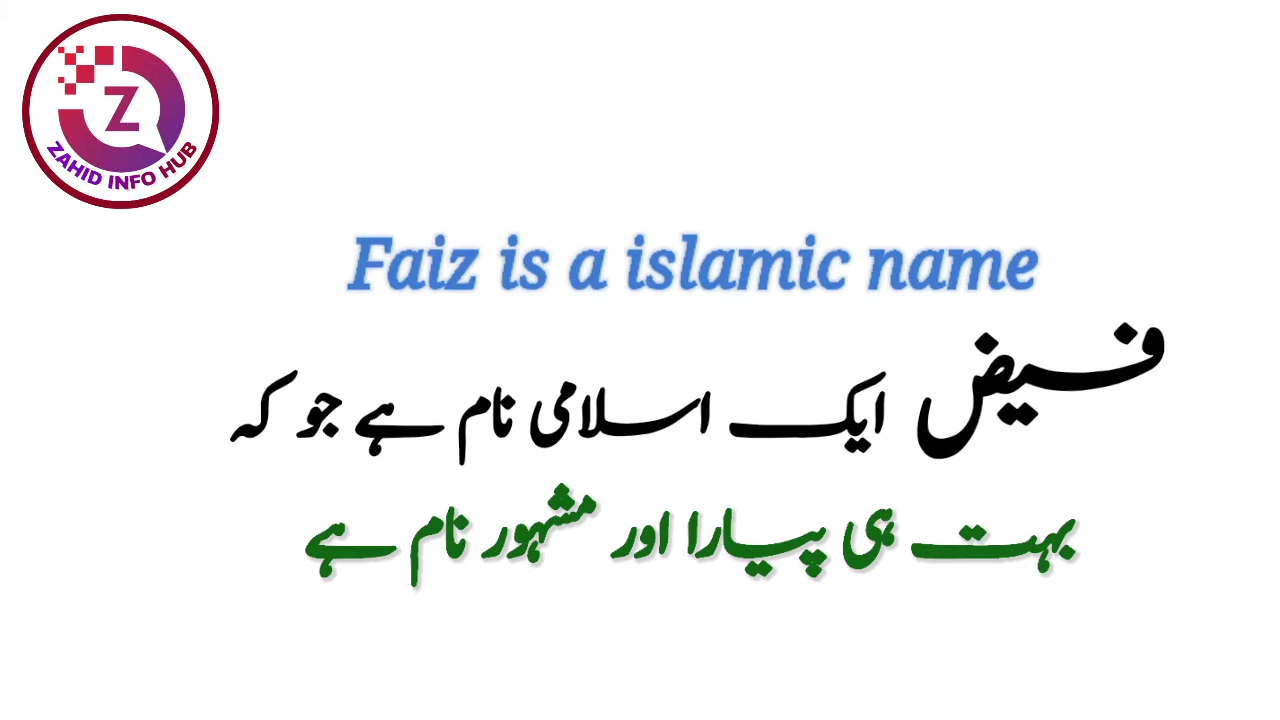 Z
ZAHID INFO HUB
Faiz is a islamic name
فیض ایک اسلامی نام ہے جو کہ
بہت ہی پیارا اور مشہور نام ہے